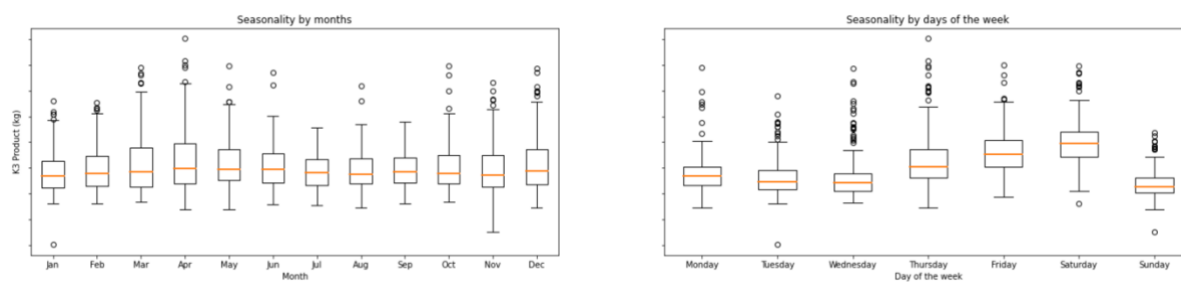 Seasonality by months
K3 Product (kg)
Jan Feb Mar Apr May Jun Jul Aug Sep Oct Nov Dec
Month
Seasonality by days of the week
Monday Tuesday Wednesday Thursday Friday Saturday Sunday
Day of the week